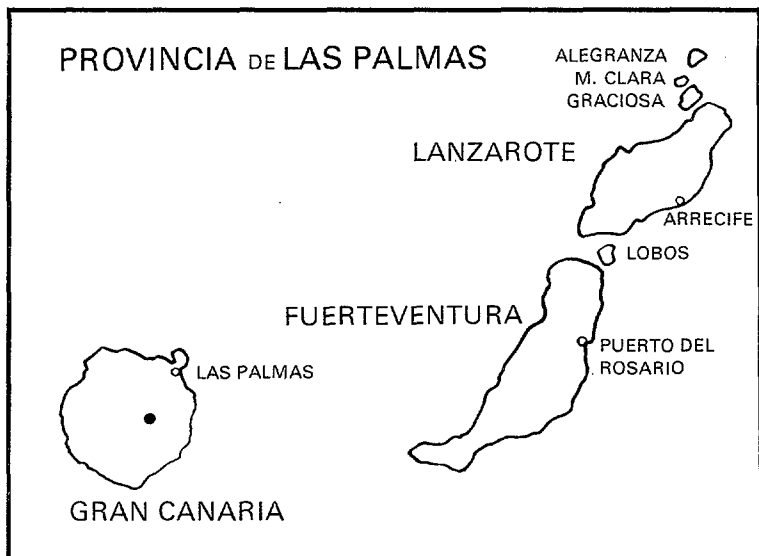 PROVINCIA DE LAS PALMAS
ALEGRANZA
M. CLARA
GRACIOSA
LANZAROTE
ARRECIFE
LOBOS
FUERTEVENTURA
PUERTO DEL
ROSARIO
LAS PALMAS
GRAN CANARIA